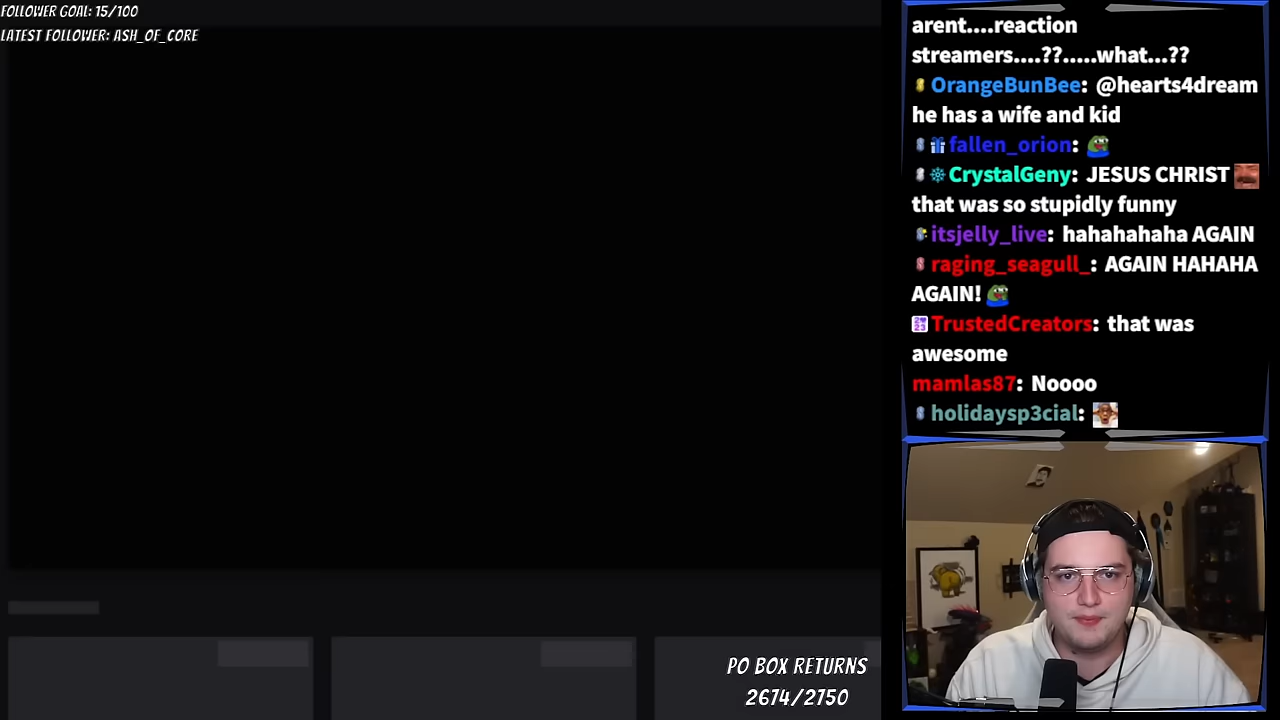 FOLLOWER GOAL: 15/100
LATEST FOLLOWER: ASH_OF_CORE
arent....reaction
streamers....??.....what...??
OrangeBunBee: @hearts4dream
he has a wife and kid
fallen_orion:
CrystalGeny: JESUS CHRIST
that was so stupidly funny
itsjelly_live: hahahahaha AGAIN
raging_seagull_: AGAIN HAHAHA
AGAIN!
TrustedCreators: that was
awesome
mamlas87: Noooo
holidaysp3cial:
PO BOX RETURNS
2674/2750